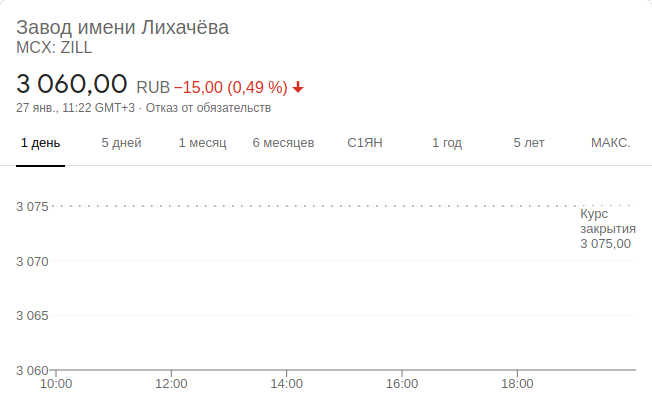 Завод имени Лихачёва
MCX: ZILL
3 060,00 RUB −15,00 (0,49 %)
27 янв., 11:22 GMT+3 · Отказ от обязательств
1 день 5 дней 1 месяц 6 месяцев С1ЯН 1 год 5 лет МАКС.
3 075
Курс
закрытия
3 075,00
3 070
3 065
3 060
10:00 12:00 14:00 16:00 18:00